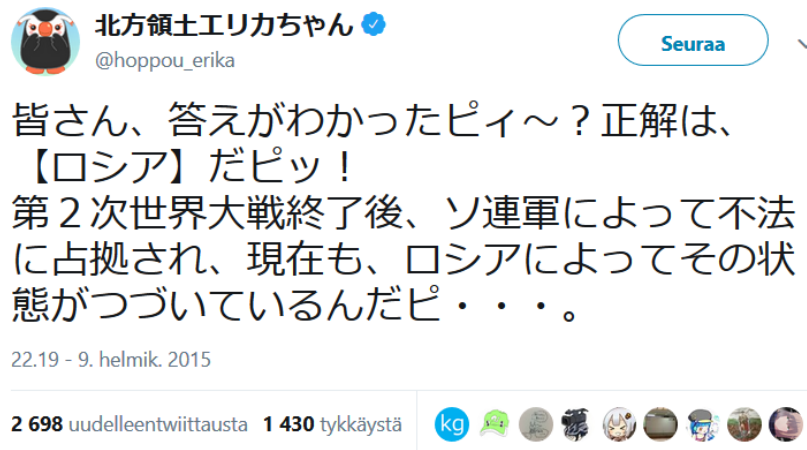 北方領土エリカちゃん
@hoppou_erika
Seuraa
皆さん、答えがわかったピィ～？正解は、
【ロシア】だピッ！
第２次世界大戦終了後、ソ連軍によって不法
に占拠され、現在も、ロシアによってその状
態がつづいているんだピ・・・。
22.19 - 9. helmik. 2015
2 698 uudelleentwiittausta 1 430 tykkäystä
kg